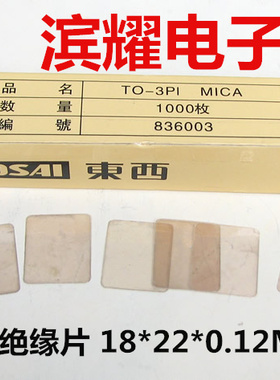 滨耀电子
品 名 TO-3PI MICA
数 量 1000枚
編 號 836003
OSAI 東西
绝缘片 18*22*0.12M